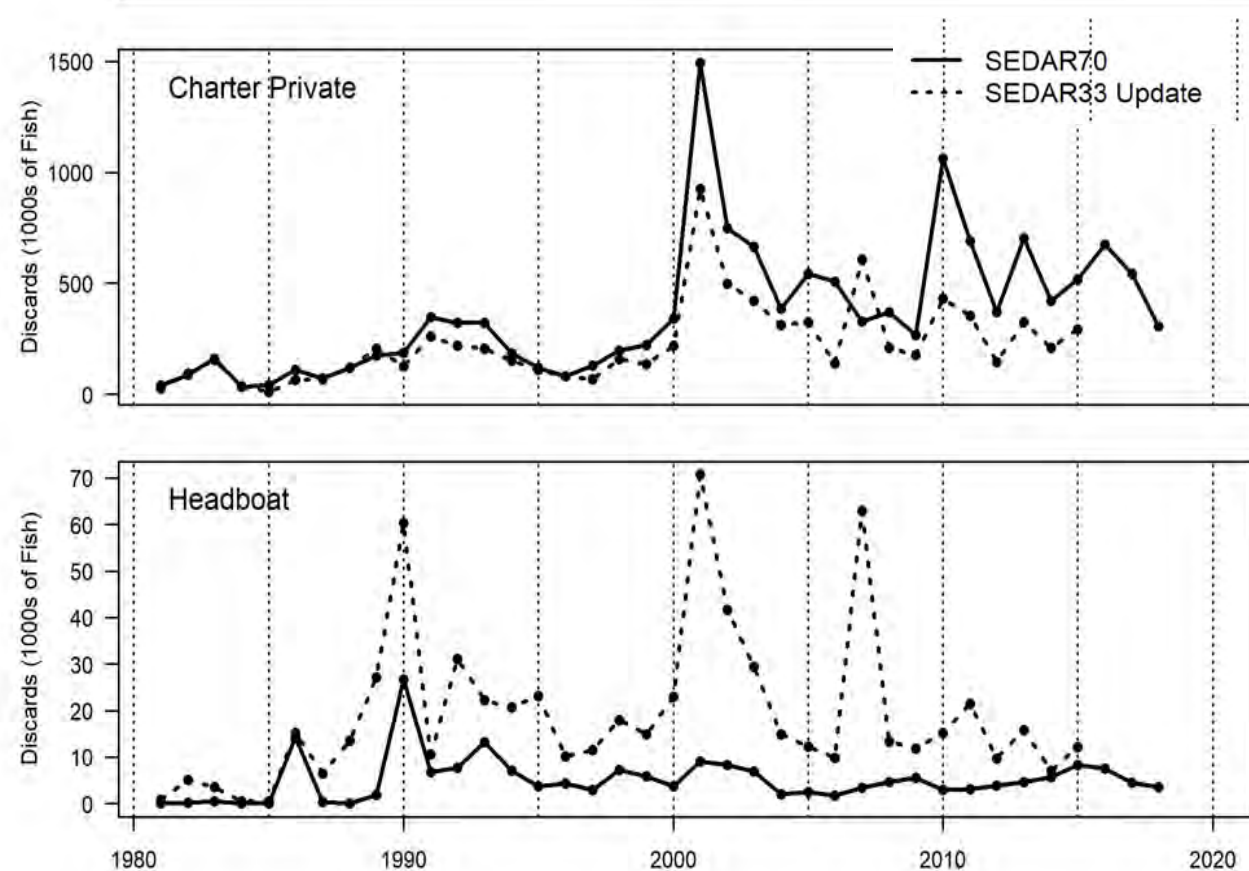 SEDAR70
SEDAR33 Update
Charter Private
Discards (1000s of Fish)
1500
1000
500
0
Headboat
Discards (1000s of Fish)
70
60
50
40
30
20
10
0
1980 1990 2000 2010 2020